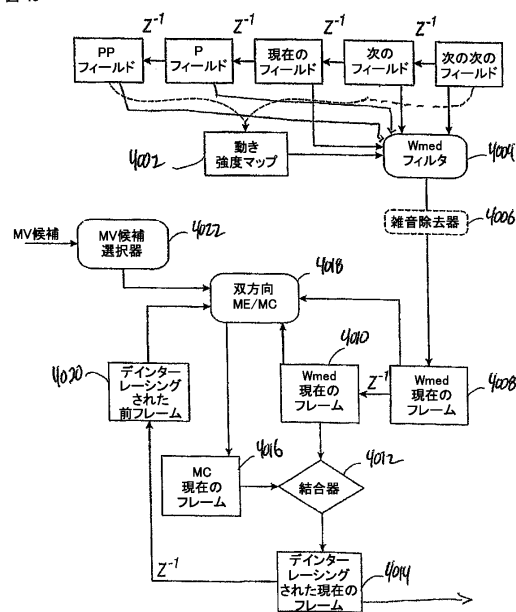 Z⁻¹ Z⁻¹ Z⁻¹ Z⁻¹
PP
フィールド
P
フィールド
現在の
フィールド
次の
フィールド
次の次の
フィールド
4002
動き
強度マップ
Wmed
フィルタ
4004
雑音除去器
4006
MV候補
MV候補
選択器
4022
双方向
ME/MC
4018
4010
4020
デインター
レーシング
された
前フレーム
Wmed
現在の
フレーム
Z⁻¹
Wmed
現在の
フレーム
4008
4016
MC
現在の
フレーム
結合器
4012
Z⁻¹
デインター
レーシング
された現在の
フレーム
4014